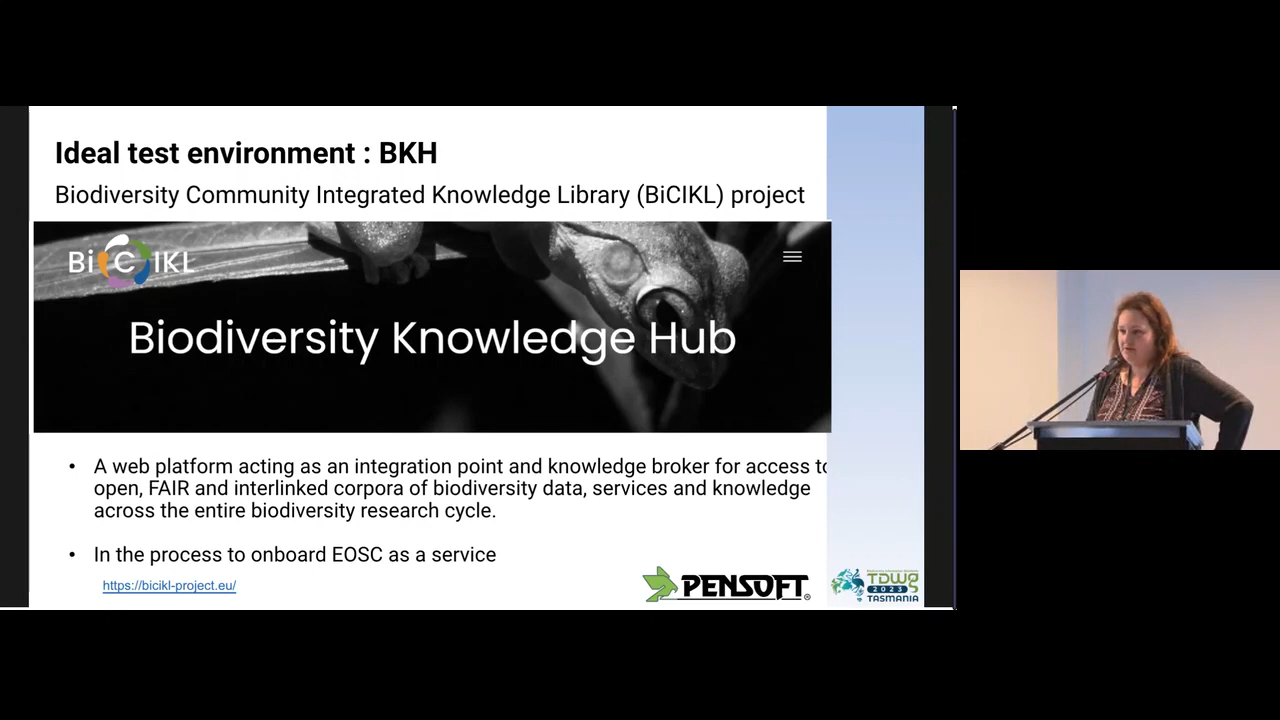 Ideal test environment : BKH
Biodiversity Community Integrated Knowledge Library (BiCIKL) project
BiCIKL
Biodiversity Knowledge Hub
• A web platform acting as an integration point and knowledge broker for access to
open, FAIR and interlinked corpora of biodiversity data, services and knowledge
across the entire biodiversity research cycle.
• In the process to onboard EOSC as a service
https://bicikl-project.eu/
PENSOFT®
TDWG
2023
TASMANIA